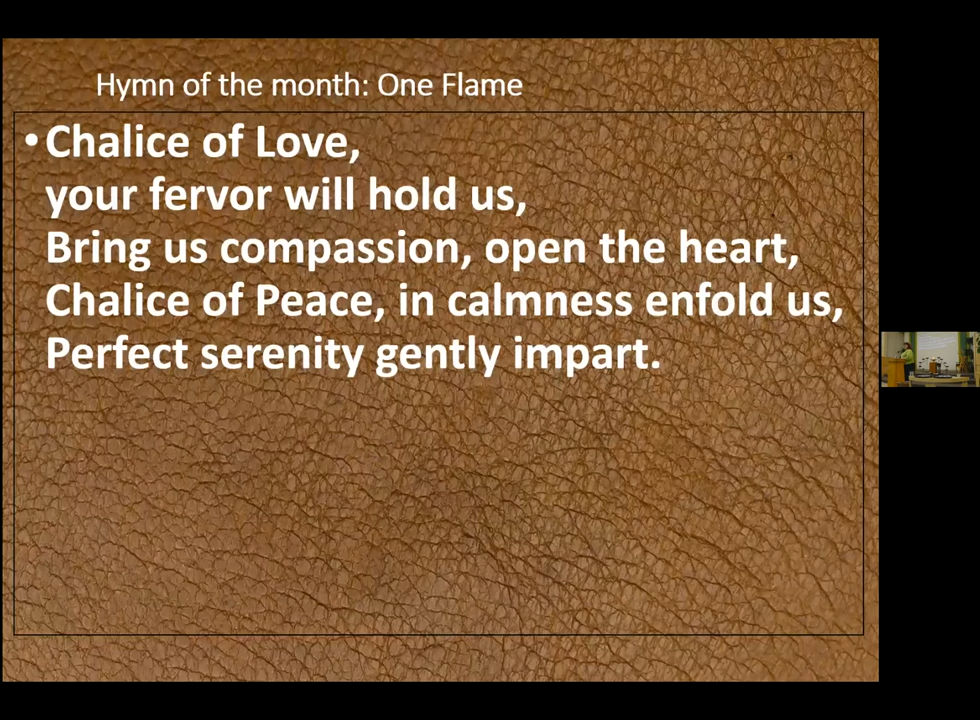 Hymn of the month: One Flame
• Chalice of Love,
your fervor will hold us,
Bring us compassion, open the heart,
Chalice of Peace, in calmness enfold us,
Perfect serenity gently impart.